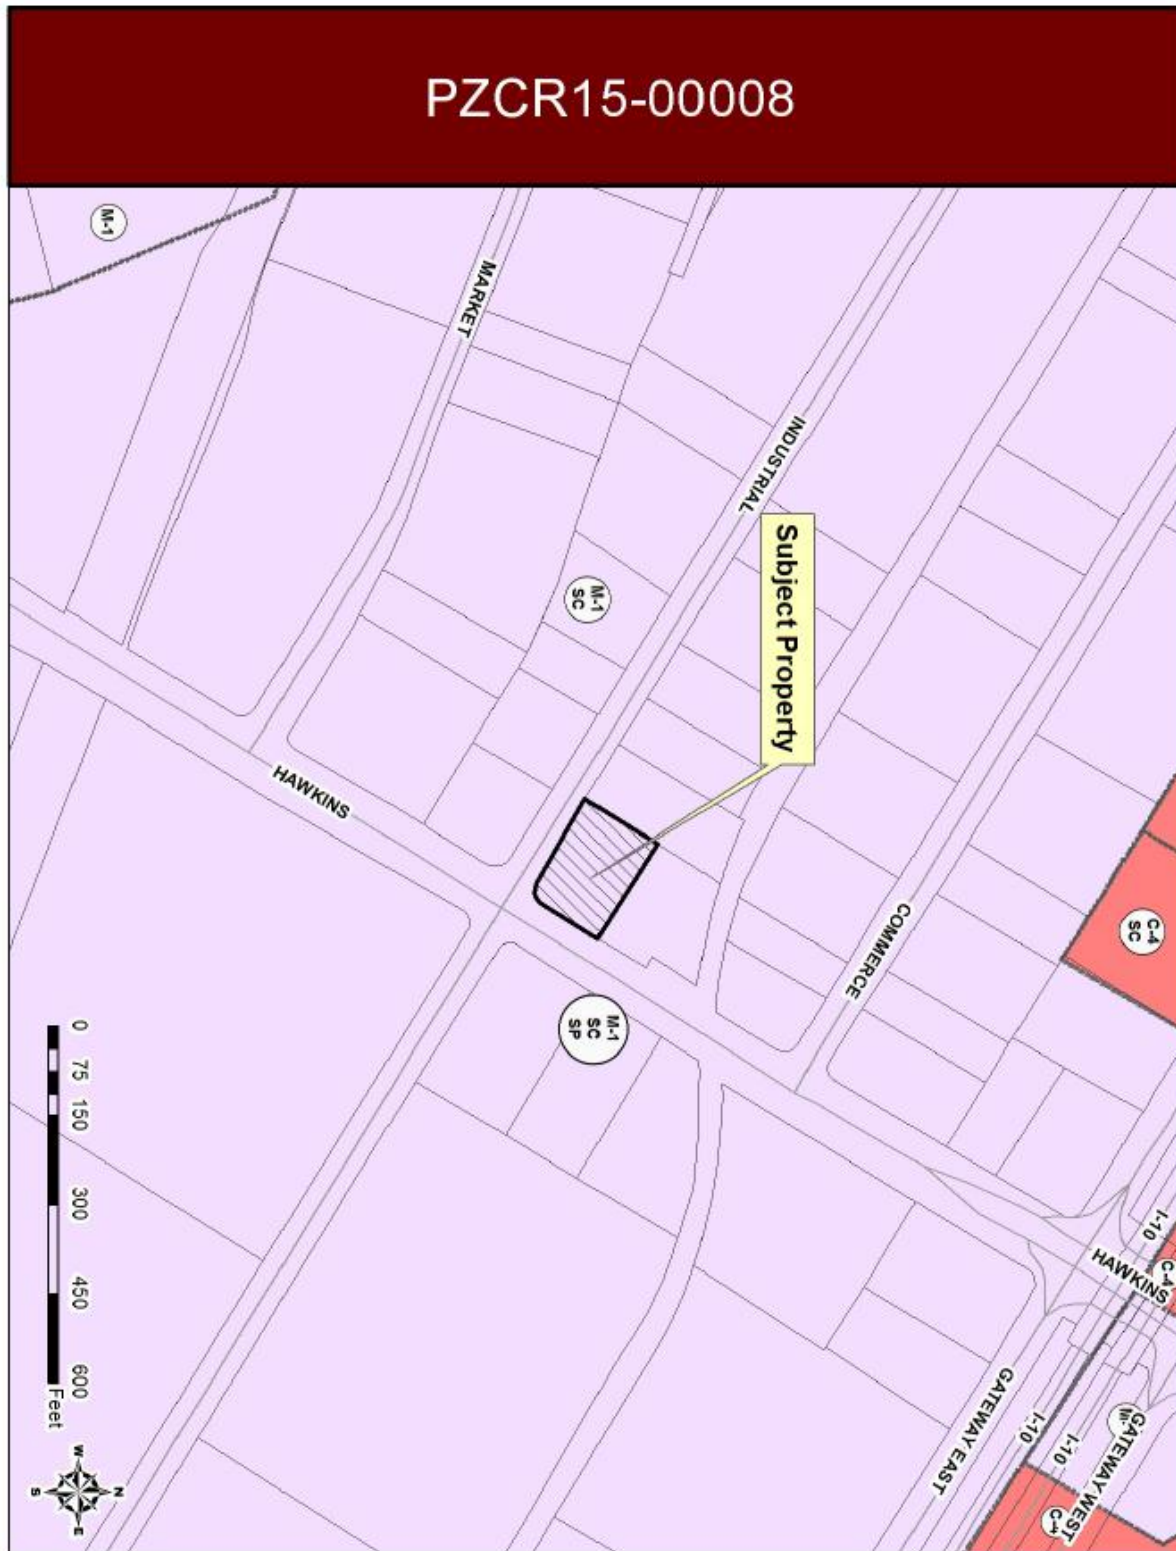 PZCR15-00008
M-1
MARKET
INDUSTRIAL
Subject Property
M-1
SC
HAWKINS
COMMERCE
C-4
SC
M-1
SC
SP
I-10
HAWKINS
C-4
GATEWAY EAST
I-10
I-10
GATEWAY WEST
0 75 150 300 450 600
Feet
N
W
E
S